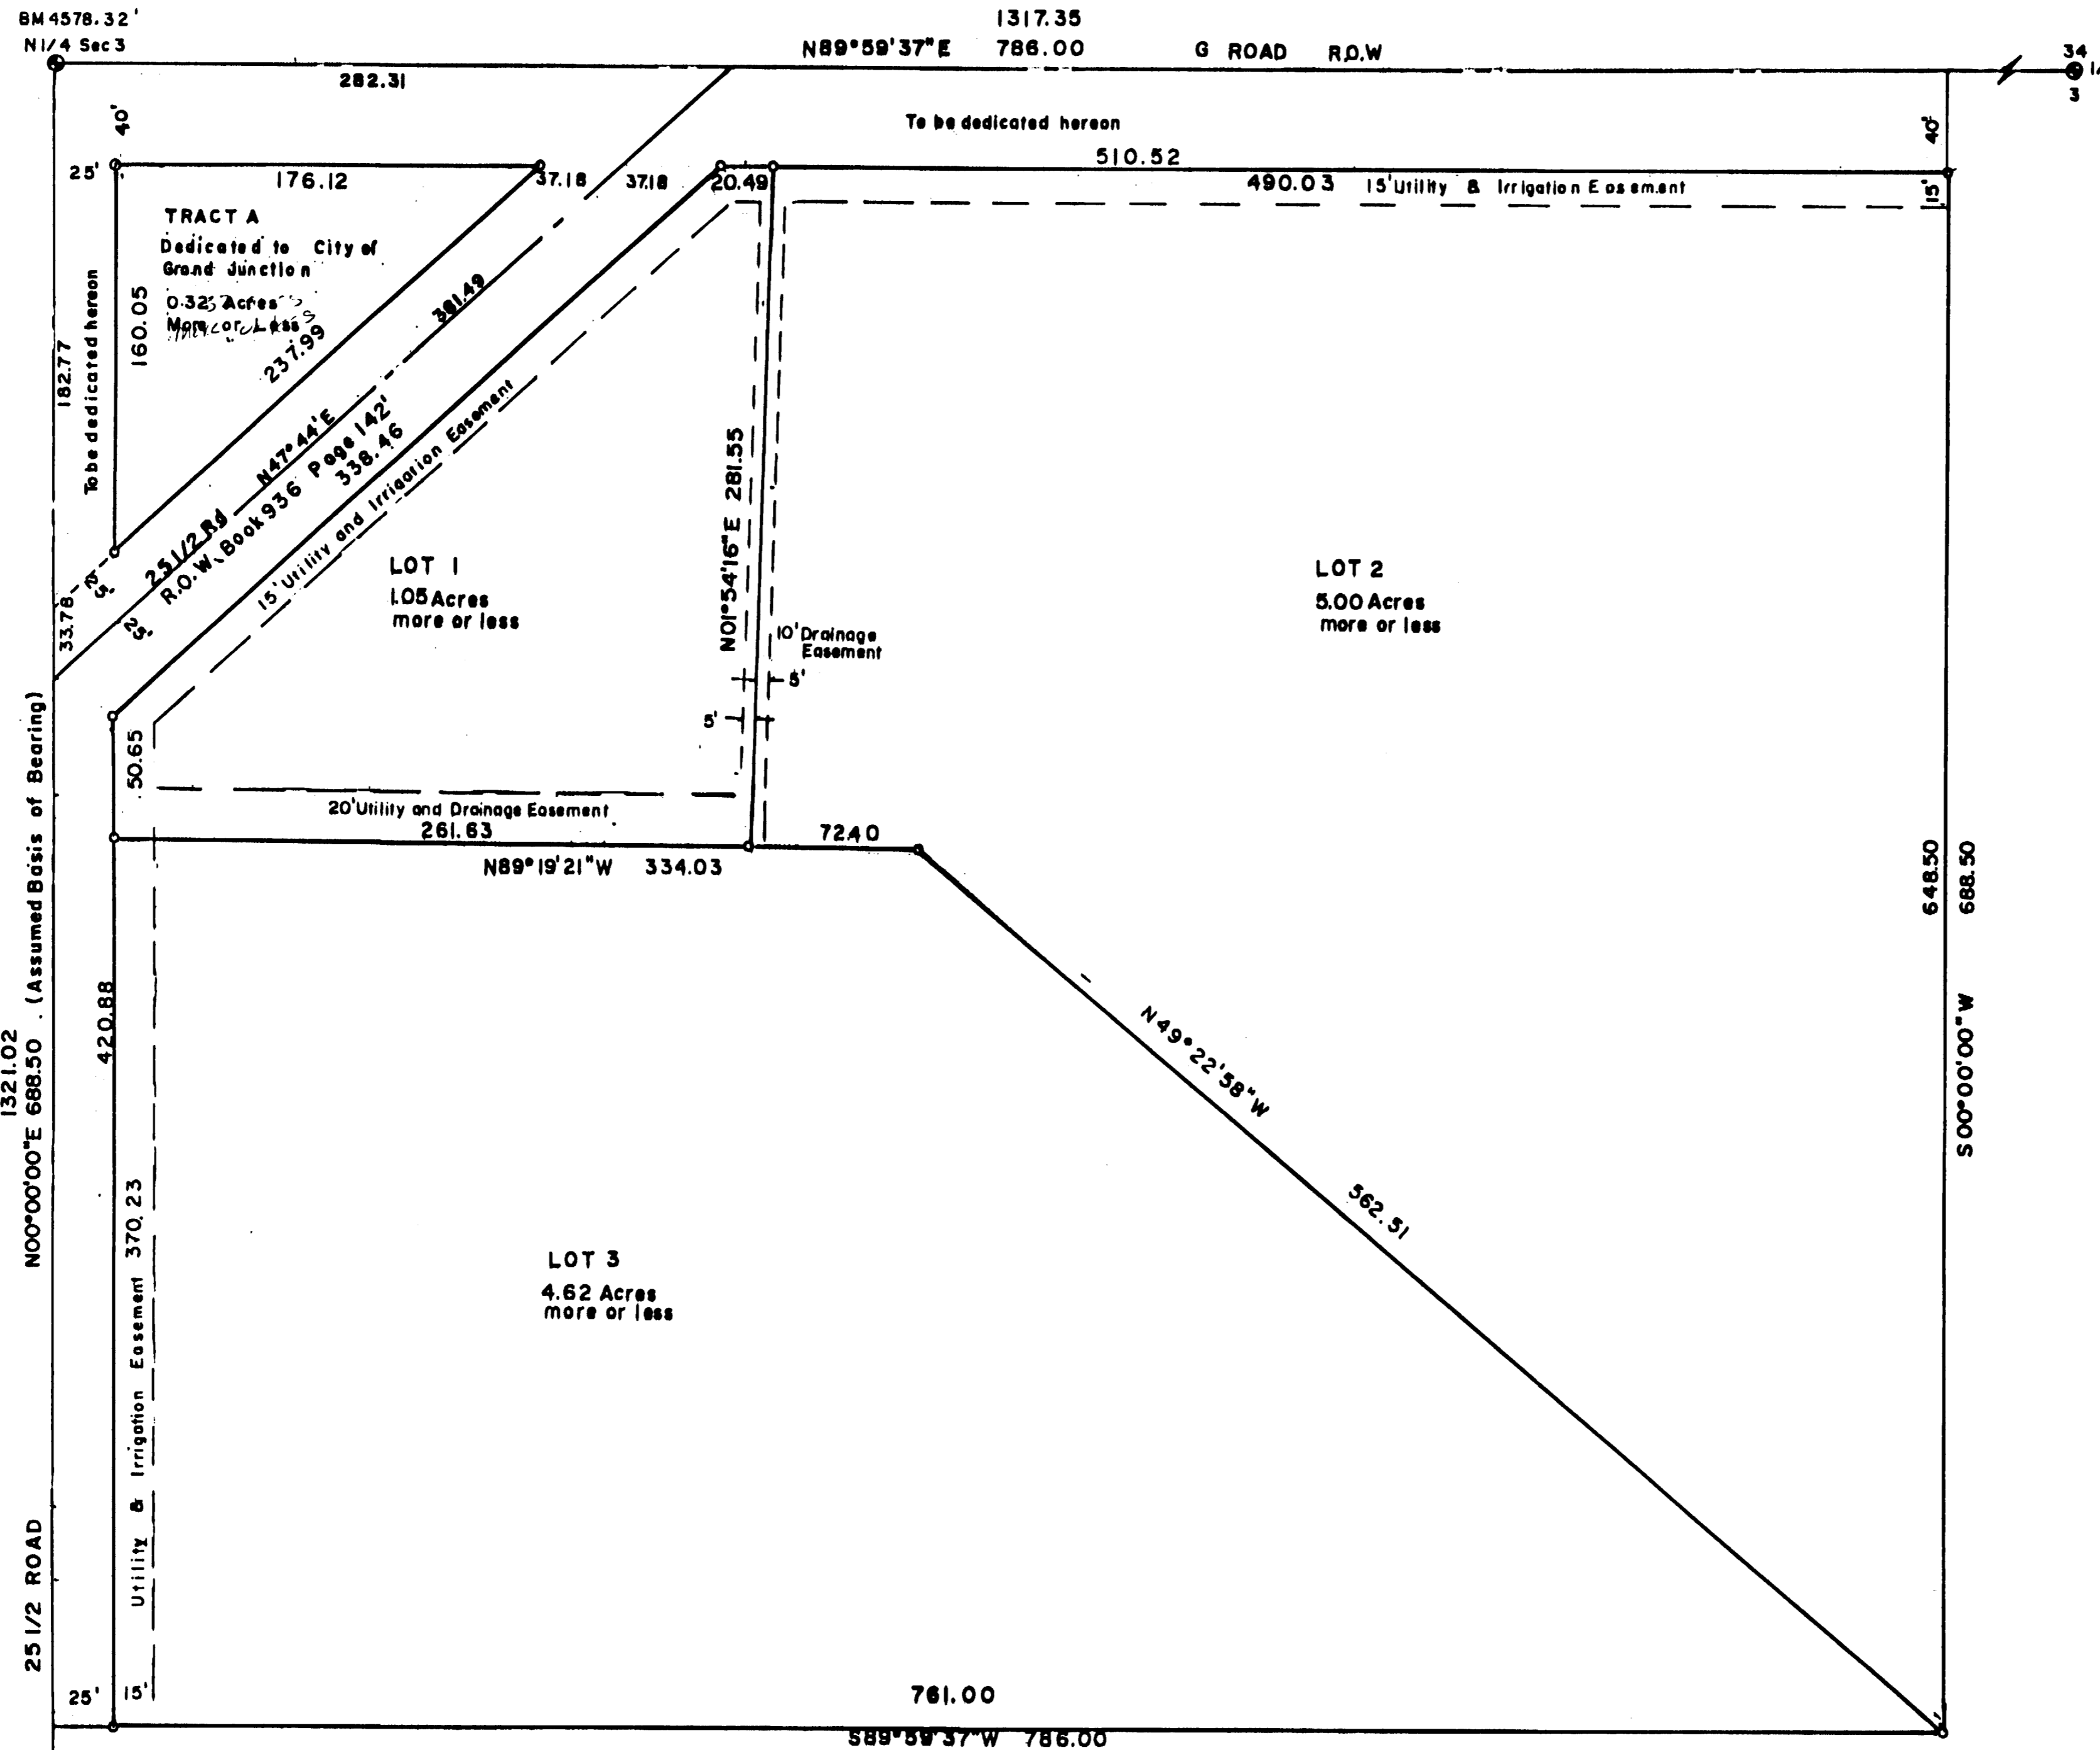 BM 4578.32'
N 1/4 Sec 3
1317.35
N89°59'37"E 786.00 G ROAD R.O.W
34
3
282.31
40'
To be dedicated hereon
40'
25'
176.12
37.18
37.18
20.49
510.52
490.03 15' Utility & Irrigation Easement
15'
TRACT A
Dedicated to City of
Grand Junction
0.32 Acres
More or Less
160.05
To be dedicated hereon
182.77
237.99
381.49
N47°44'E
25 1/2 Rd
R.O.W. Book 936 Page 142'
338.46
15' Utility and Irrigation Easement
25'
25'
33.78
LOT 1
1.05 Acres
more or less
N01°54'16"E 281.55
10' Drainage
Easement
5'
5'
LOT 2
5.00 Acres
more or less
50.65
20' Utility and Drainage Easement
261.63
72.40
N89°19'21"W 334.03
1321.02
N00°00'00"E 688.50 (Assumed Basis of Bearing)
420.88
Utility & Irrigation Easement 370.23
648.50
688.50
S00°00'00"W
N49°22'58"W
562.51
LOT 3
4.62 Acres
more or less
25 1/2 ROAD
25'
15'
761.00
S89°59'37"W 786.00